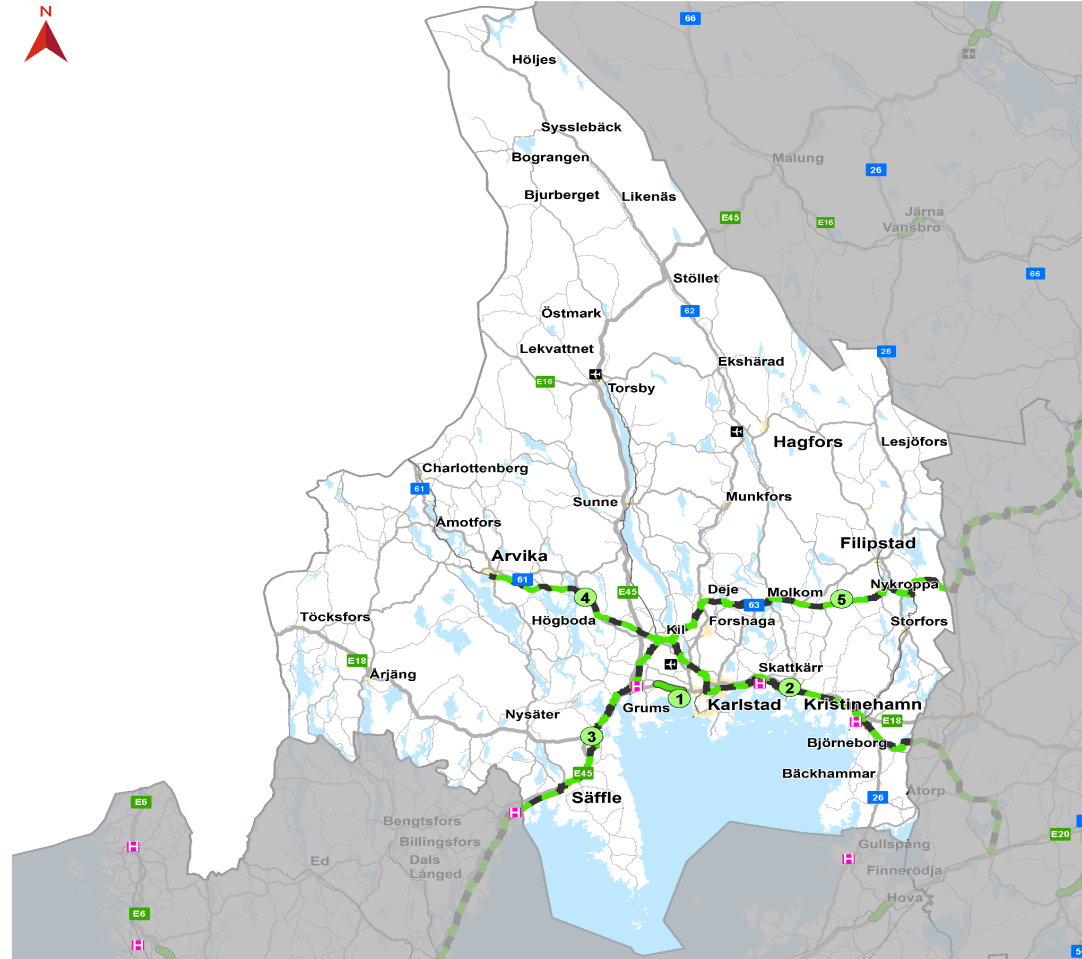 N
66
Höljes
Sysslebäck
Bograngen
Malung
26
Bjurberget
Likenäs
E45
E16
Järna
Vansbro
66
Stöllet
62
Östmark
Lekvattnet
26
Ekshärad
E16
Torsby
Hagfors
Lesjöfors
Charlottenberg
61
Sunne
Munkfors
Åmotfors
Arvika
Filipstad
61
Nykroppa
E45
4
Deje
Molkom
5
63
Töcksfors
Högboda
Forshaga
Storfors
Kil
E18
Årjäng
Skattkärr
H
H
2
1
Grums
Karlstad
Kristinehamn
Nysäter
H
E18
3
Björneborg
E45
Bäckhammar
Säffle
26
Åtorp
E6
H
Bengtsfors
E20
Billingsfors
H
Gullspång
H
Ed
Dals
Långed
Finnerödja
Hova
E6
H
5